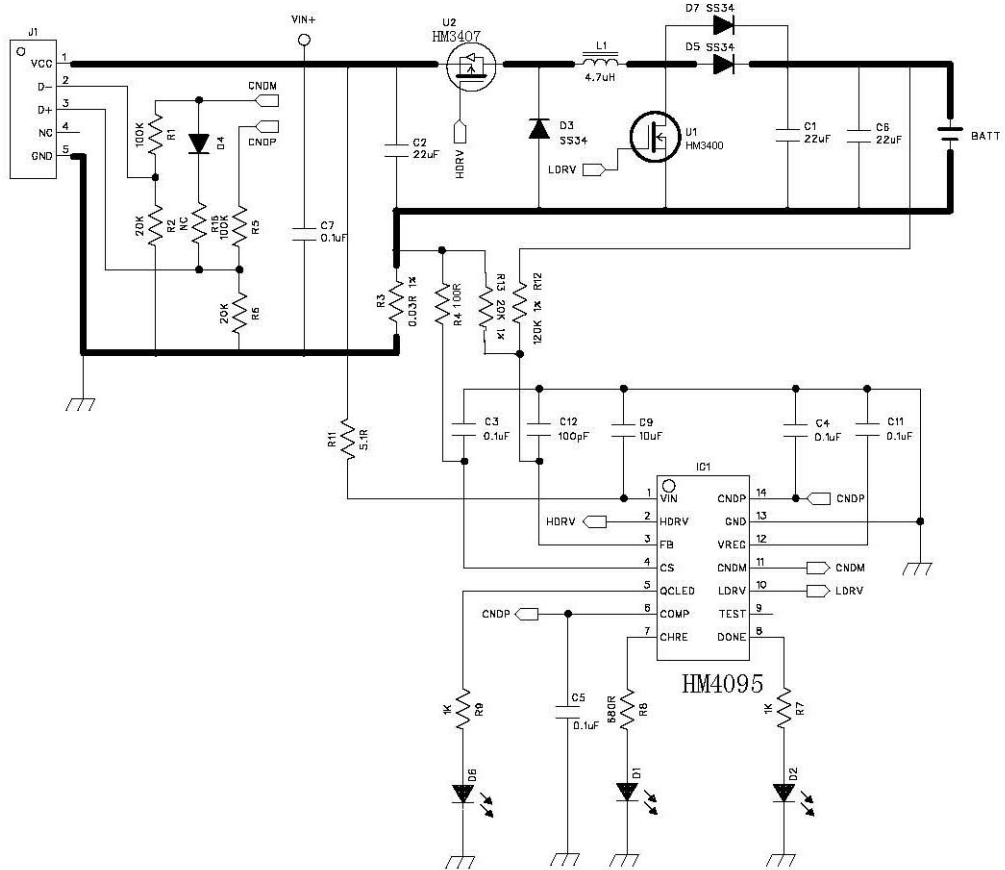 J1
VCC 1
D- 2
D+ 3
NC 4
GND 5
VIN+
CNDM
CNDP
100K R1
D4
20K R2
NC R16
100K R5
20K R6
C7
0.1uF
U2
HM3407
HDRV
C2
22uF
D3
SS34
L1
4.7uH
D7 SS34
D5 SS34
U1
HM3400
LDRV
C1
22uF
C6
22uF
BATT
R3
0.03R 1%
R4 100R
R13
20K 1%
R12
120K 1%
R11
5.1R
C3
0.1uF
C12
100pF
C9
10uF
C4
0.1uF
C11
0.1uF
IC1
1 VIN
2 HDRV
3 FB
4 CS
5 QCLED
6 COMP
7 CHRE
CNDP 14
GND 13
VREG 12
CNDM 11
LDRV 10
TEST 9
DONE 8
HDRV
CNDP
CNDP
CNDM
LDRV
HM4095
1K R9
C5
0.1uF
680R R8
1K R7
D6
D1
D2